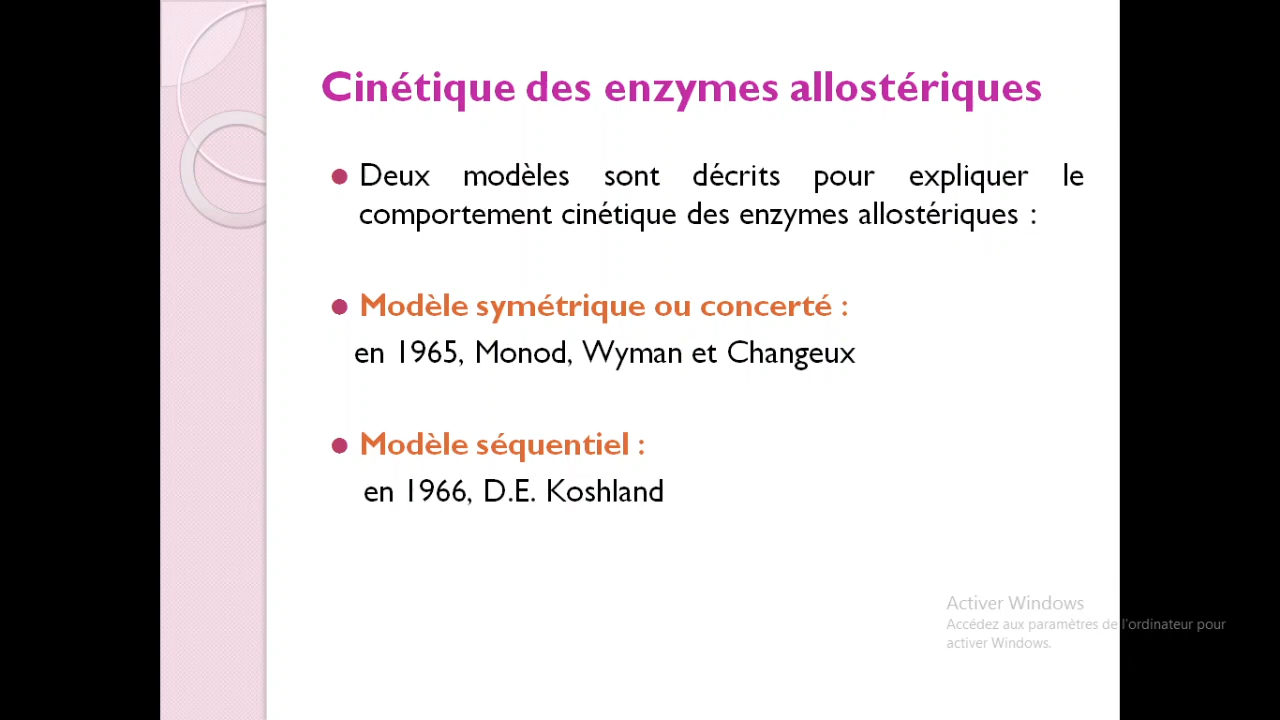 Cinétique des enzymes allostériques
Deux modèles sont décrits pour expliquer le
comportement cinétique des enzymes allostériques :
Modèle symétrique ou concerté :
en 1965, Monod, Wyman et Changeux
Modèle séquentiel :
en 1966, D.E. Koshland
Activer Windows
Accédez aux paramètres de l'ordinateur pour
activer Windows.